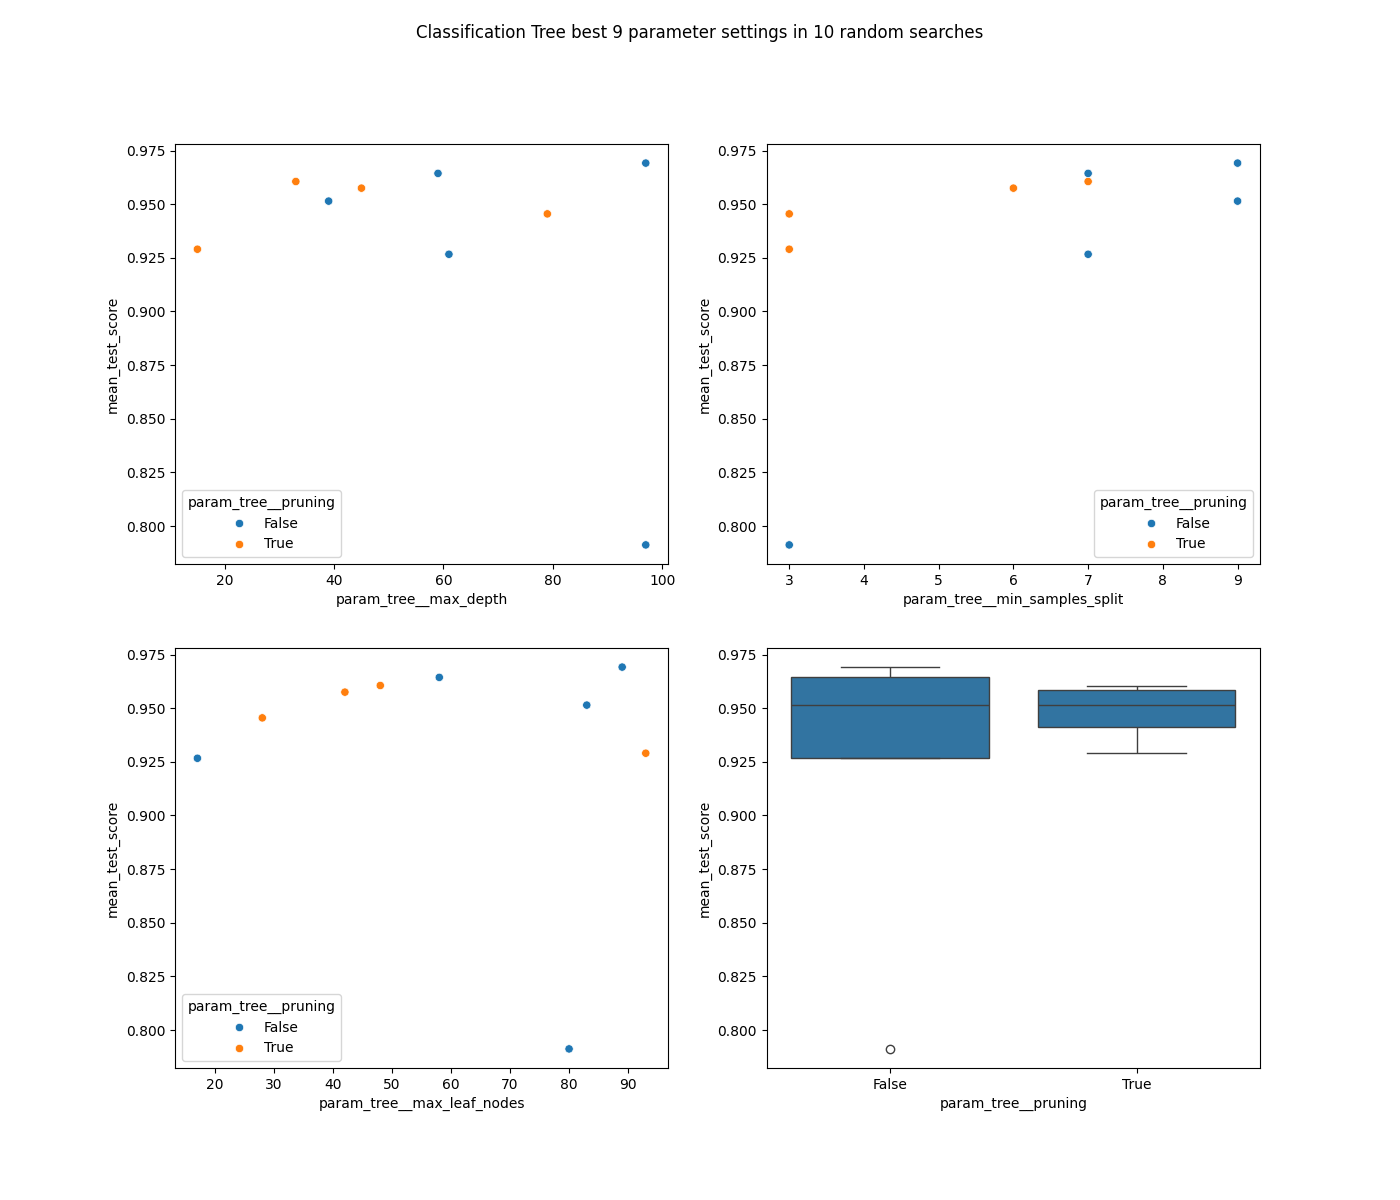 Classification Tree best 9 parameter settings in 10 random searches
0.975
0.950
0.925
0.900
0.875
0.850
0.825
0.800
mean_test_score
param_tree__pruning
False
True
20 40 60 80 100
param_tree__max_depth
0.975
0.950
0.925
0.900
0.875
0.850
0.825
0.800
mean_test_score
param_tree__pruning
False
True
3 4 5 6 7 8 9
param_tree__min_samples_split
0.975
0.950
0.925
0.900
0.875
0.850
0.825
0.800
mean_test_score
param_tree__pruning
False
True
20 30 40 50 60 70 80 90
param_tree__max_leaf_nodes
0.975
0.950
0.925
0.900
0.875
0.850
0.825
0.800
mean_test_score
False True
param_tree__pruning